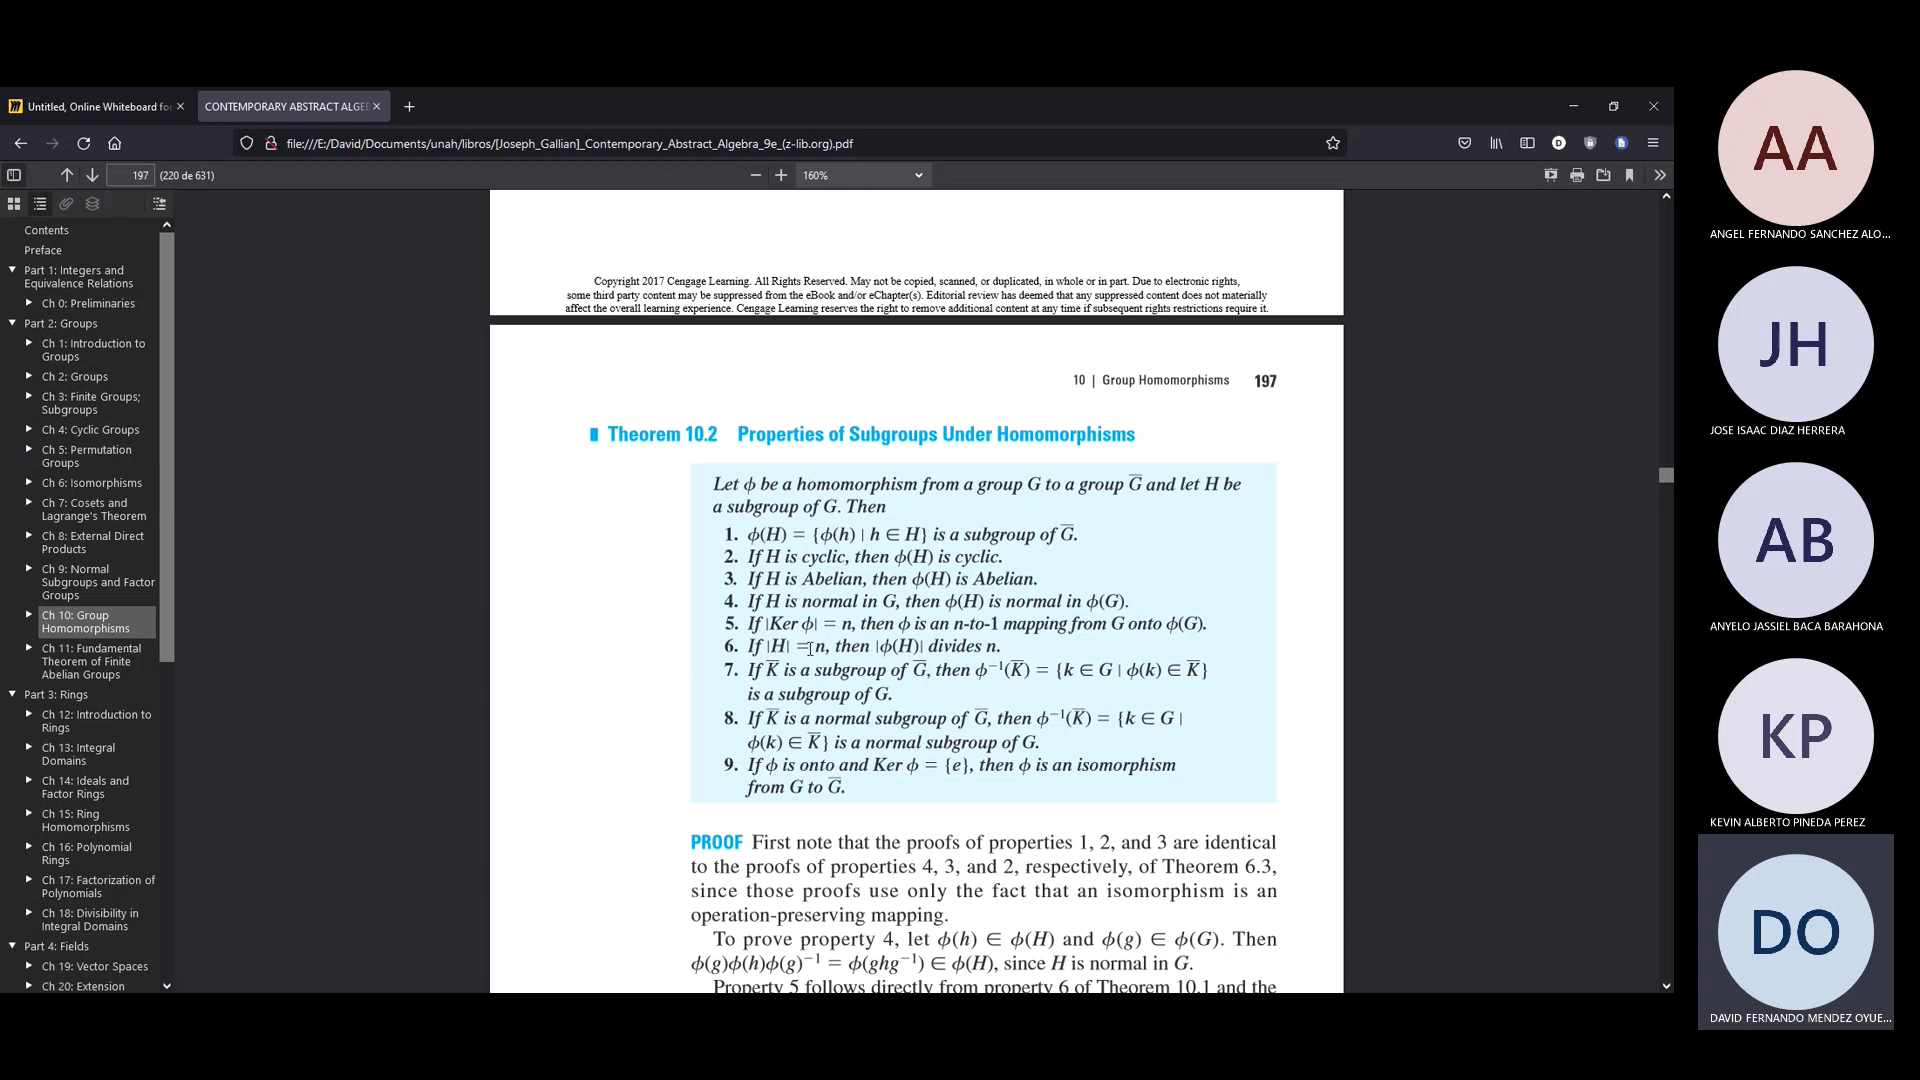 Untitled, Online Whiteboard for
CONTEMPORARY ABSTRACT ALGEB
file:///E:/David/Documents/unah/libros/[Joseph_Gallian]_Contemporary_Abstract_Algebra_9e_(z-lib.org).pdf
D
197 (220 de 631)
160%
Contents
Preface
Part 1: Integers and
Equivalence Relations
Ch 0: Preliminaries
Part 2: Groups
Ch 1: Introduction to
Groups
Ch 2: Groups
Ch 3: Finite Groups;
Subgroups
Ch 4: Cyclic Groups
Ch 5: Permutation
Groups
Ch 6: Isomorphisms
Ch 7: Cosets and
Lagrange's Theorem
Ch 8: External Direct
Products
Ch 9: Normal
Subgroups and Factor
Groups
Ch 10: Group
Homomorphisms
Ch 11: Fundamental
Theorem of Finite
Abelian Groups
Part 3: Rings
Ch 12: Introduction to
Rings
Ch 13: Integral
Domains
Ch 14: Ideals and
Factor Rings
Ch 15: Ring
Homomorphisms
Ch 16: Polynomial
Rings
Ch 17: Factorization of
Polynomials
Ch 18: Divisibility in
Integral Domains
Part 4: Fields
Ch 19: Vector Spaces
Ch 20: Extension
Copyright 2017 Cengage Learning. All Rights Reserved. May not be copied, scanned, or duplicated, in whole or in part. Due to electronic rights,
some third party content may be suppressed from the eBook and/or eChapter(s). Editorial review has deemed that any suppressed content does not materially
affect the overall learning experience. Cengage Learning reserves the right to remove additional content at any time if subsequent rights restrictions require it.
10 | Group Homomorphisms 197
Theorem 10.2 Properties of Subgroups Under Homomorphisms
Let ϕ be a homomorphism from a group G to a group G̅ and let H be
a subgroup of G. Then
1. ϕ(H) = {ϕ(h) | h ∈ H} is a subgroup of G̅.
2. If H is cyclic, then ϕ(H) is cyclic.
3. If H is Abelian, then ϕ(H) is Abelian.
4. If H is normal in G, then ϕ(H) is normal in ϕ(G).
5. If |Ker ϕ| = n, then ϕ is an n-to-1 mapping from G onto ϕ(G).
6. If |H| = n, then |ϕ(H)| divides n.
7. If K̅ is a subgroup of G̅, then ϕ⁻¹(K̅) = {k ∈ G | ϕ(k) ∈ K̅}
is a subgroup of G.
8. If K̅ is a normal subgroup of G̅, then ϕ⁻¹(K̅) = {k ∈ G |
ϕ(k) ∈ K̅} is a normal subgroup of G.
9. If ϕ is onto and Ker ϕ = {e}, then ϕ is an isomorphism
from G to G̅.
PROOF First note that the proofs of properties 1, 2, and 3 are identical
to the proofs of properties 4, 3, and 2, respectively, of Theorem 6.3,
since those proofs use only the fact that an isomorphism is an
operation-preserving mapping.
To prove property 4, let ϕ(h) ∈ ϕ(H) and ϕ(g) ∈ ϕ(G). Then
ϕ(g)ϕ(h)ϕ(g)⁻¹ = ϕ(ghg⁻¹) ∈ ϕ(H), since H is normal in G.
Property 5 follows directly from property 6 of Theorem 10.1 and the
AA
ANGEL FERNANDO SANCHEZ ALO...
JH
JOSE ISAAC DIAZ HERRERA
AB
ANYELO JASSIEL BACA BARAHONA
KP
KEVIN ALBERTO PINEDA PEREZ
DO
DAVID FERNANDO MENDEZ OYUE...